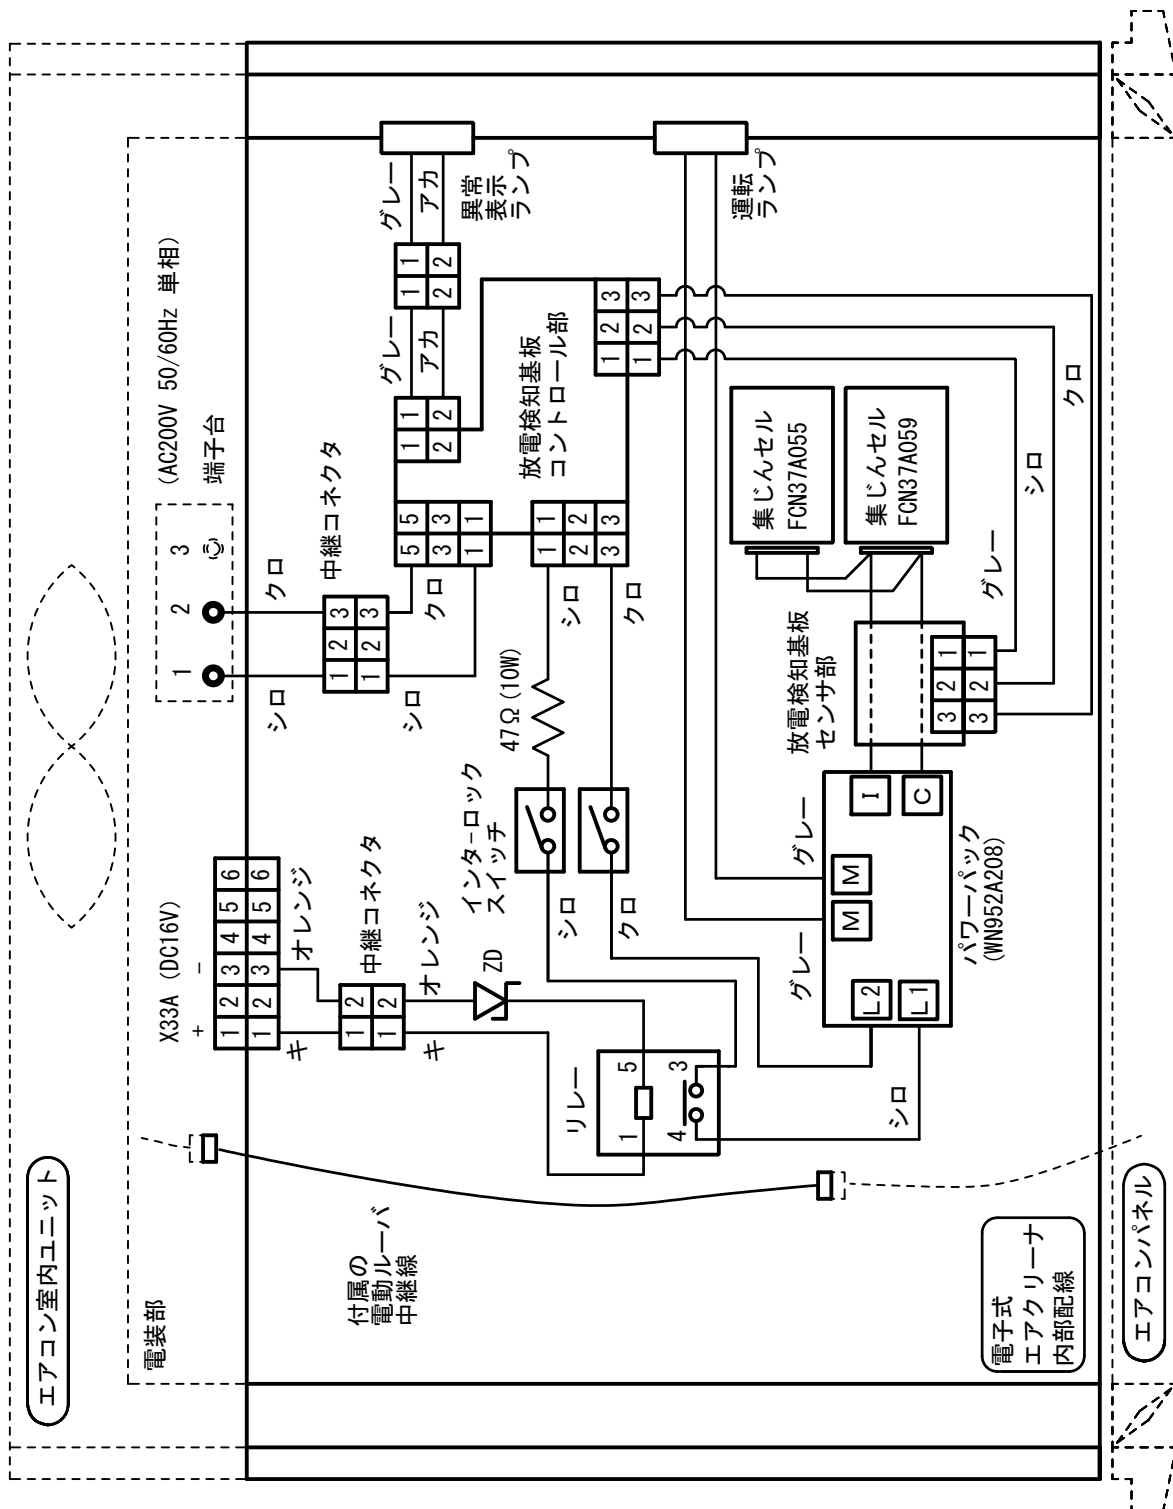 エアコン室内ユニット
電装部
X33A (DC16V)
+ -
1 2 3 4 5 6
1 2 3 4 5 6
キ
オレンジ
中継コネクタ
1 2
1 2
キ
オレンジ
ZD
(AC200V 50/60Hz 単相)
端子台
1 2 3
シロ
クロ
中継コネクタ
1 2 3
1 2 3
シロ
クロ
5 3 1
5 3 1
グレー
アカ
1 2
1 2
グレー
アカ
1 2
1 2
異常
表示
ランプ
放電検知基板
コントロール部
1 2 3
1 2 3
1 2 3
1 2 3
付属の
電動ルーバ
中継線
リレー
1 5
4 3
インタ-ロック
スイッチ
47Ω(10W)
シロ
シロ
クロ
クロ
運転
ランプ
グレー
グレー
M M
L2
L1
I
C
シロ
パワーパック
(WN952A208)
放電検知基板
センサ部
3 2 1
3 2 1
集じんセル
FCN37A055
集じんセル
FCN37A059
グレー
シロ
クロ
電子式
エアクリーナ
内部配線
エアコンパネル